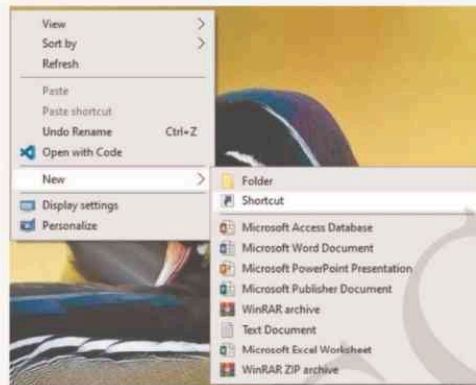 View
Sort by
Refresh
Paste
Paste shortcut
Undo Rename Ctrl+Z
Open with Code
New
Display settings
Personalize
Folder
Shortcut
Microsoft Access Database
Microsoft Word Document
Microsoft PowerPoint Presentation
Microsoft Publisher Document
WinRAR archive
Text Document
Microsoft Excel Worksheet
WinRAR ZIP archive